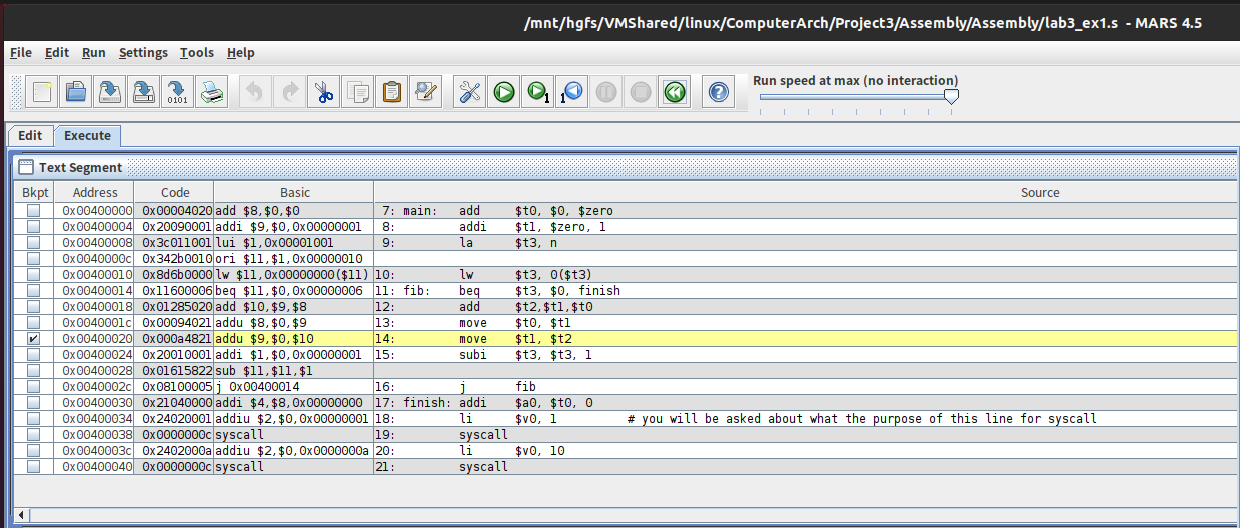 /mnt/hgfs/VMShared/linux/ComputerArch/Project3/Assembly/Assembly/lab3_ex1.s - MARS 4.5
File Edit Run Settings Tools Help
0101 1 1 Run speed at max (no interaction)
Edit Execute
Text Segment
Bkpt Address Code Basic Source
0x00400000 0x00004020 add $8,$0,$0 7: main: add $t0, $0, $zero
0x00400004 0x20090001 addi $9,$0,0x00000001 8: addi $t1, $zero, 1
0x00400008 0x3c011001 lui $1,0x00001001 9: la $t3, n
0x0040000c 0x342b0010 ori $11,$1,0x00000010
0x00400010 0x8d6b0000 lw $11,0x00000000($11) 10: lw $t3, 0($t3)
0x00400014 0x11600006 beq $11,$0,0x00000006 11: fib: beq $t3, $0, finish
0x00400018 0x01285020 add $10,$9,$8 12: add $t2,$t1,$t0
0x0040001c 0x00094021 addu $8,$0,$9 13: move $t0, $t1
0x00400020 0x000a4821 addu $9,$0,$10 14: move $t1, $t2
0x00400024 0x20010001 addi $1,$0,0x00000001 15: subi $t3, $t3, 1
0x00400028 0x01615822 sub $11,$11,$1
0x0040002c 0x08100005 j 0x00400014 16: j fib
0x00400030 0x21040000 addi $4,$8,0x00000000 17: finish: addi $a0, $t0, 0
0x00400034 0x24020001 addiu $2,$0,0x00000001 18: li $v0, 1 # you will be asked about what the purpose of this line for syscall
0x00400038 0x0000000c syscall 19: syscall
0x0040003c 0x2402000a addiu $2,$0,0x0000000a 20: li $v0, 10
0x00400040 0x0000000c syscall 21: syscall